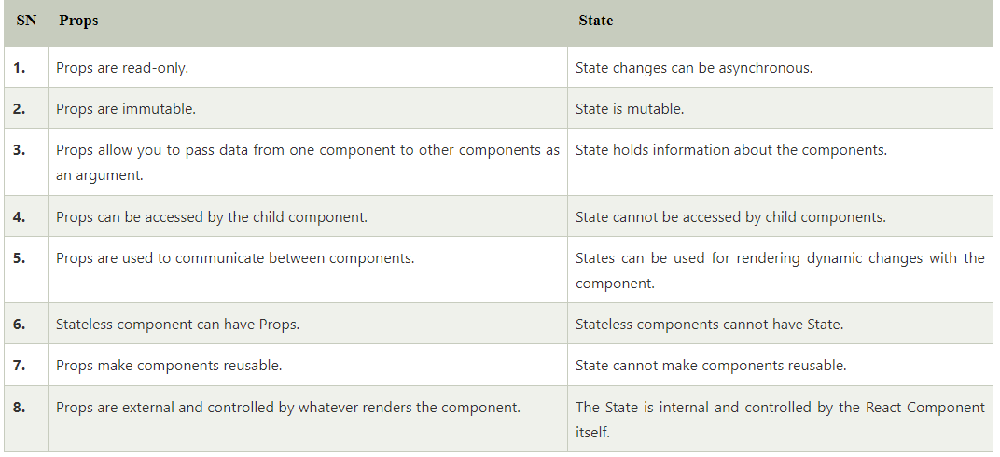 SN Props State
1. Props are read-only. State changes can be asynchronous.
2. Props are immutable. State is mutable.
3. Props allow you to pass data from one component to other components as State holds information about the components.
an argument.
4. Props can be accessed by the child component. State cannot be accessed by child components.
5. Props are used to communicate between components. States can be used for rendering dynamic changes with the
component.
6. Stateless component can have Props. Stateless components cannot have State.
7. Props make components reusable. State cannot make components reusable.
8. Props are external and controlled by whatever renders the component. The State is internal and controlled by the React Component
itself.